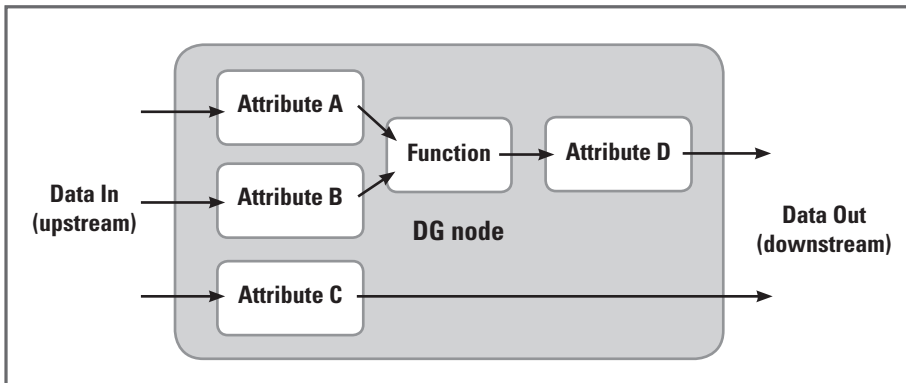 Attribute A
Function
Attribute D
Data In
(upstream)
Attribute B
DG node
Data Out
(downstream)
Attribute C